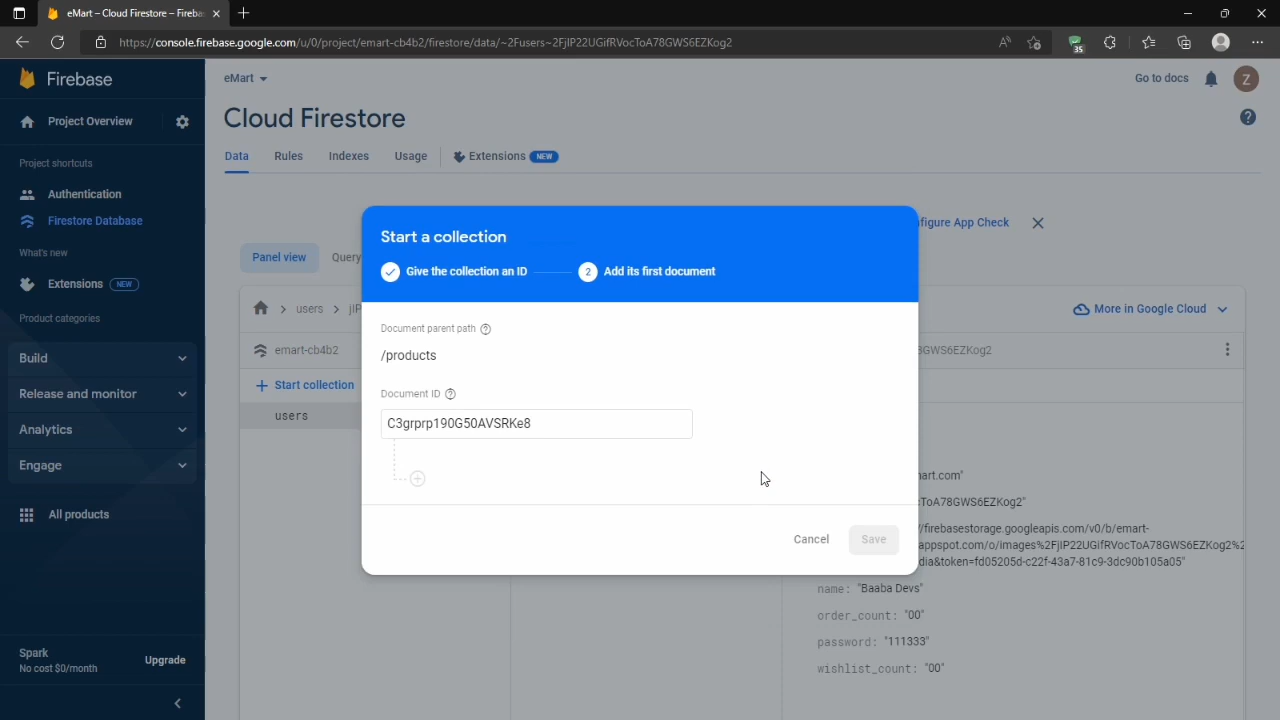 eMart – Cloud Firestore – Fireba
https://console.firebase.google.com/u/0/project/emart-cb4b2/firestore/data/~2Fusers~2FjIP22UGifRVocToA78GWS6EZKog2
35
Firebase
eMart
Go to docs
Z
Project Overview
Cloud Firestore
Project shortcuts
Data
Rules
Indexes
Usage
Extensions NEW
Authentication
Firestore Database
What's new
Extensions NEW
Product categories
Build
Release and monitor
Analytics
Engage
All products
Spark
No cost $0/month
Upgrade
figure App Check
Panel view
Query
users
jIP
More in Google Cloud
emart-cb4b2
3GWS6EZKog2
Start collection
users
Start a collection
Give the collection an ID
2 Add its first document
Document parent path
/products
Document ID
C3grprp190G50AVSRKe8
Cancel
Save
nart.com"
cToA78GWS6EZKog2"
/firebasestorage.googleapis.com/v0/b/emart-
appspot.com/o/images%2FjIP22UGifRVocToA78GWS6EZKog2%2
dia&token=fd05205d-c22f-43a7-81c9-3dc90b105a05"
name: "Baaba Devs"
order_count: "00"
password: "111333"
wishlist_count: "00"